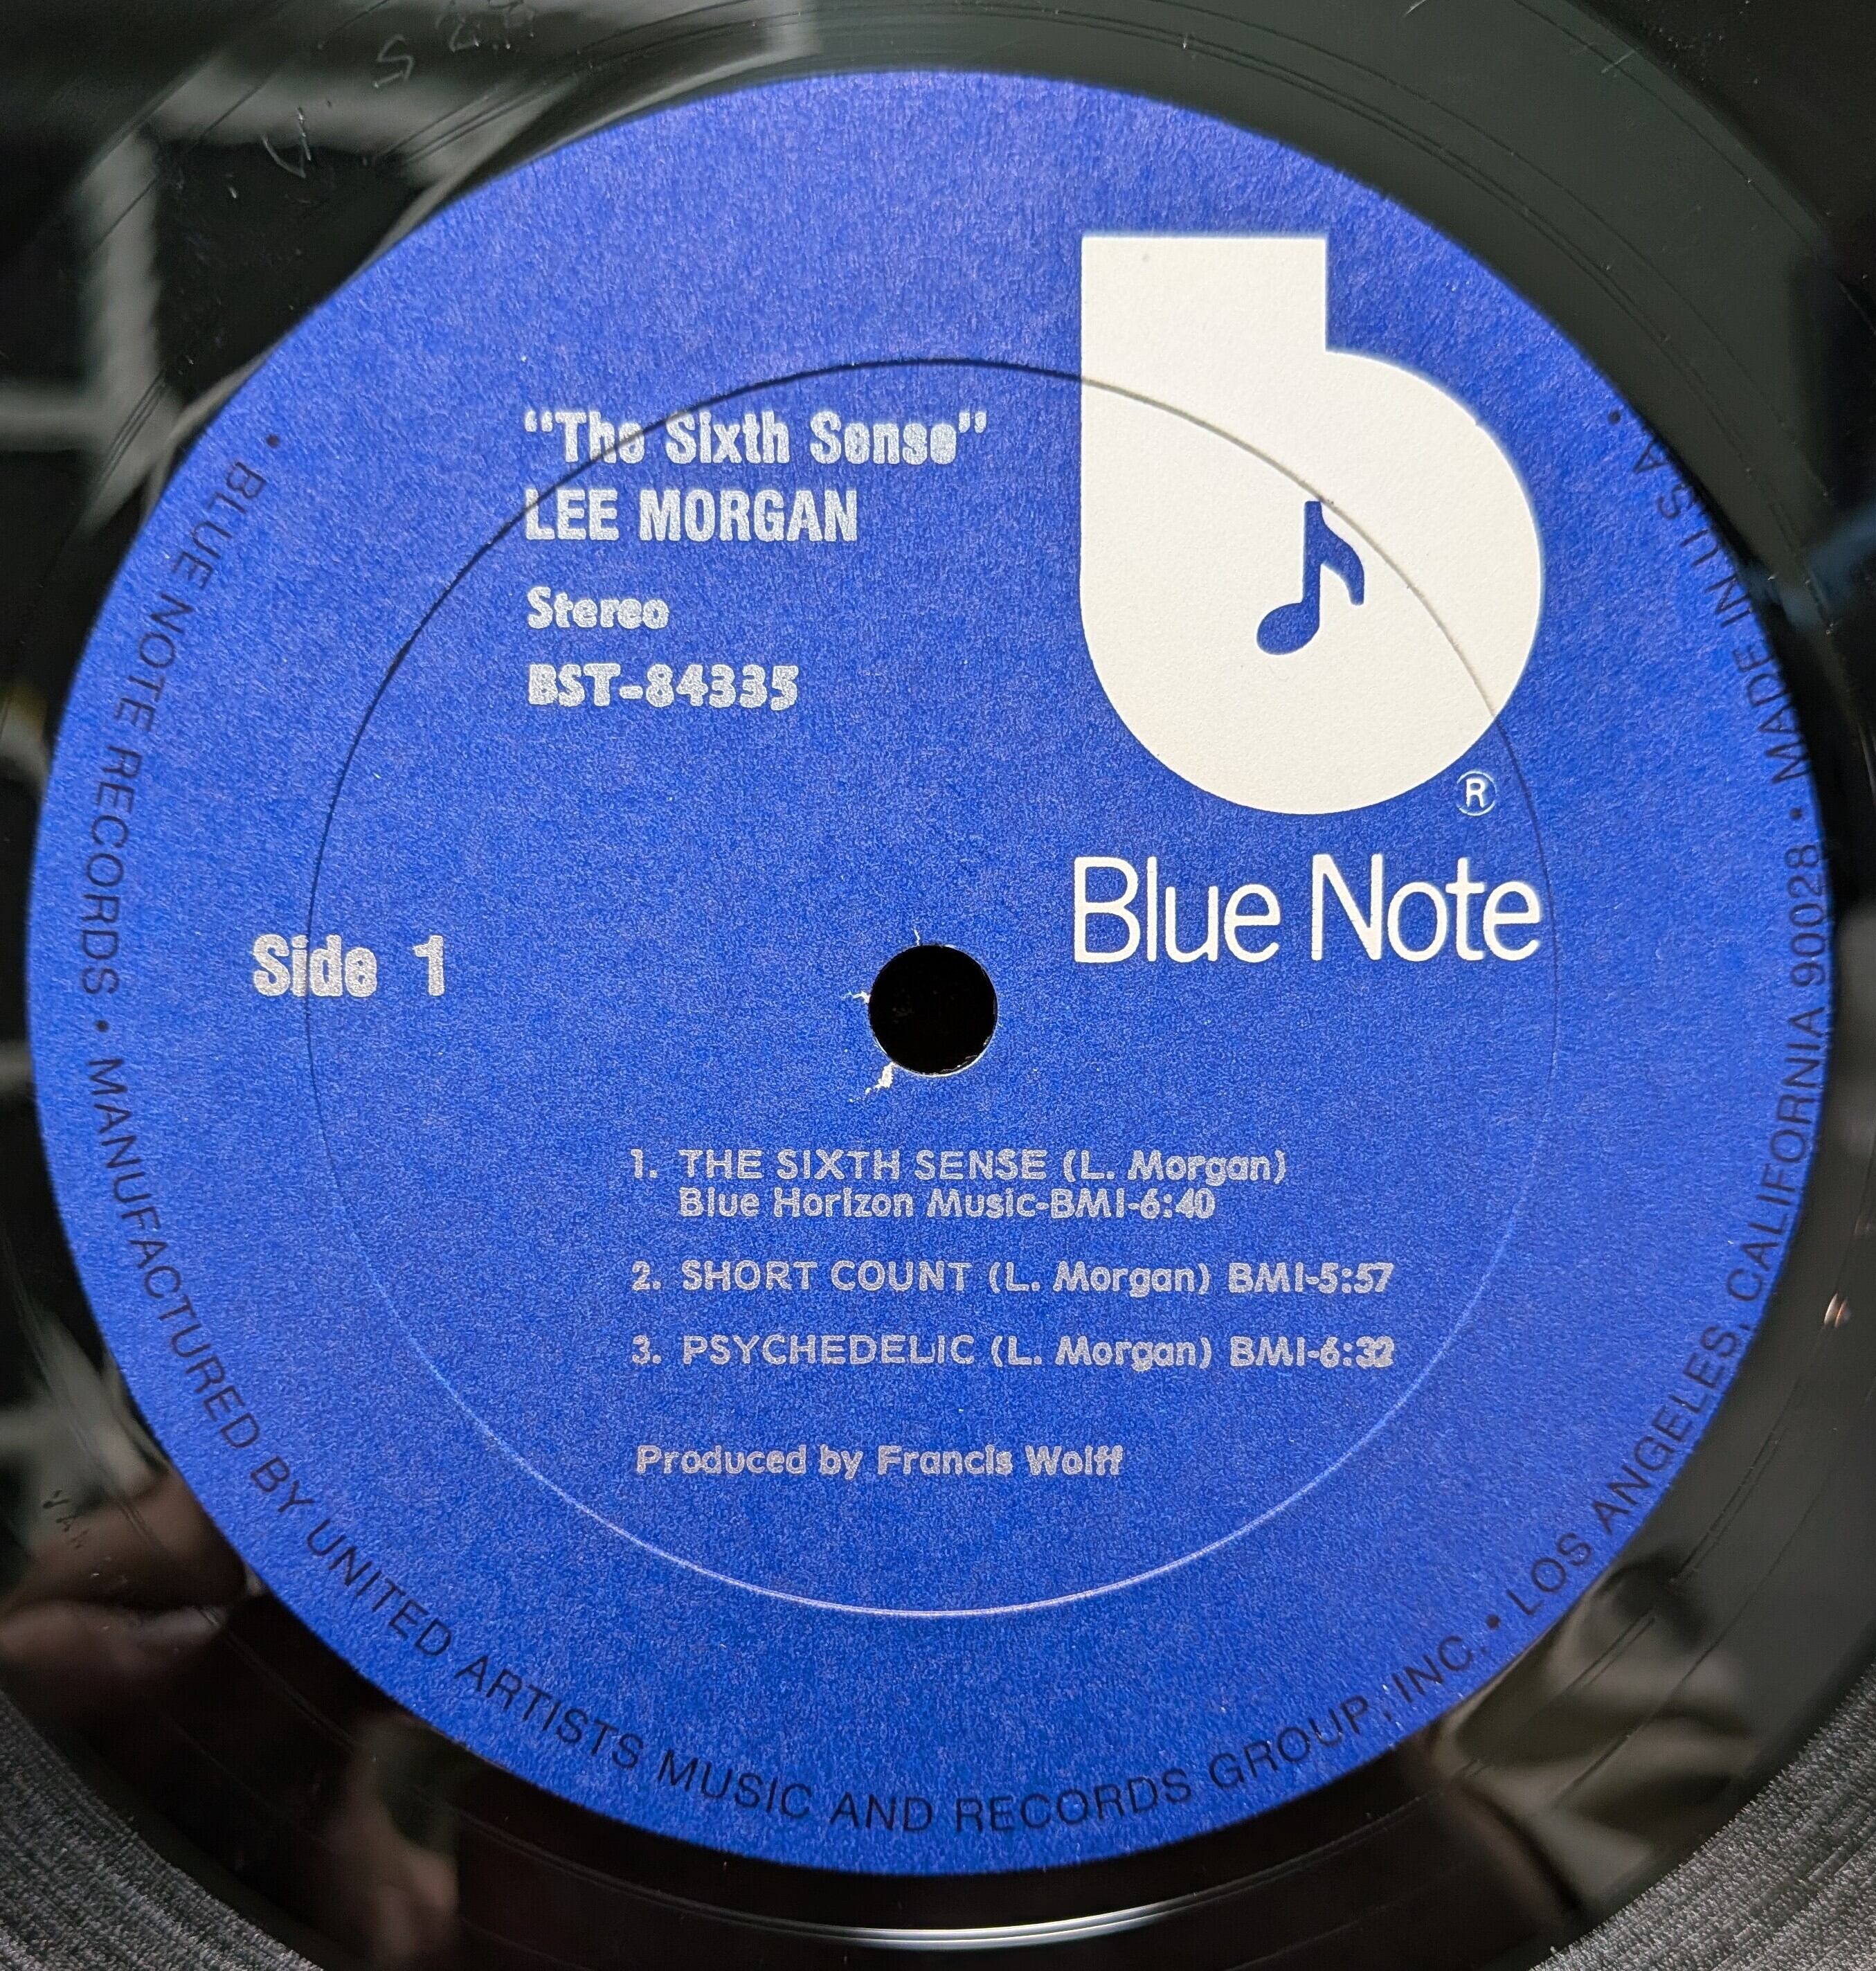 “The Sixth Sense”
LEE MORGAN
Stereo
BST-84335
®
Blue Note
Side 1
1. THE SIXTH SENSE (L. Morgan)
Blue Horizon Music-BMI-6:40
2. SHORT COUNT (L. Morgan) BMI-5:57
3. PSYCHEDELIC (L. Morgan) BMI-6:32
Produced by Francis Wolff
• BLUE NOTE RECORDS • MANUFACTURED BY UNITED ARTISTS MUSIC AND RECORDS GROUP, INC. • LOS ANGELES, CALIFORNIA 90028 • MADE IN U.S.A. •